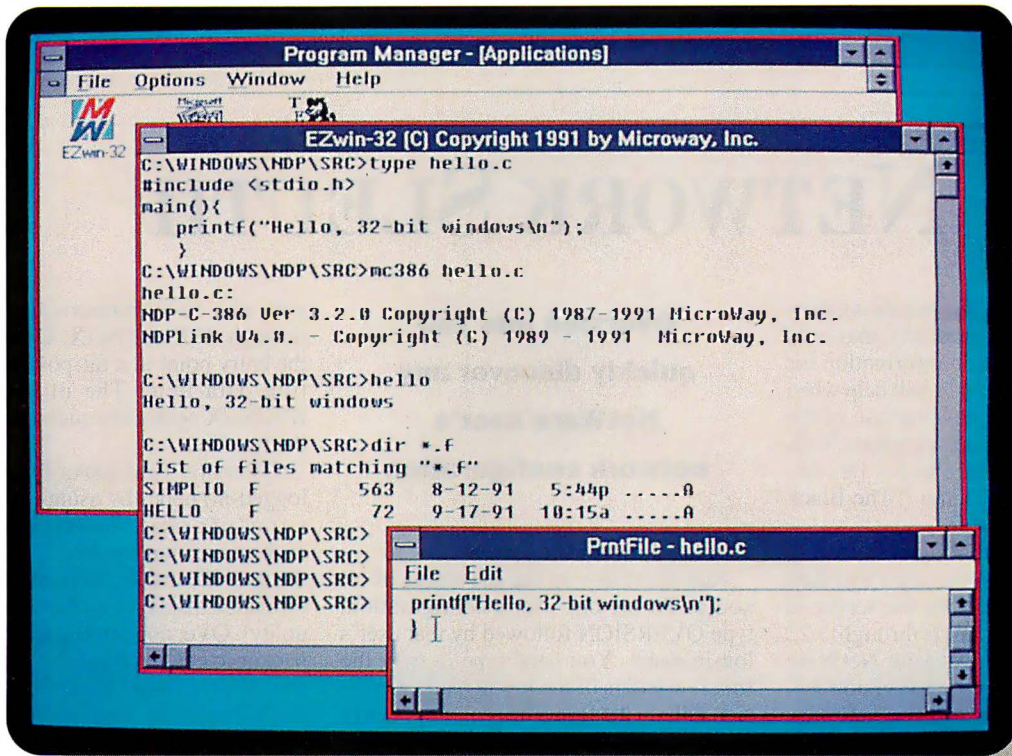 Program Manager - [Applications]
File Options Window Help
EZwin-32
EZwin-32 (C) Copyright 1991 by Microway, Inc.
C:\WINDOWS\NDP\SRC>type hello.c
#include <stdio.h>
main(){
printf("Hello, 32-bit windows\n");
}
C:\WINDOWS\NDP\SRC>mc386 hello.c
hello.c:
NDP-C-386 Ver 3.2.0 Copyright (C) 1987-1991 MicroWay, Inc.
NDPLink V4.0. - Copyright (C) 1989 - 1991 MicroWay, Inc.
C:\WINDOWS\NDP\SRC>hello
Hello, 32-bit windows
C:\WINDOWS\NDP\SRC>dir *.f
List of files matching "*.f"
SIMPLIO F 563 8-12-91 5:44p .....A
HELLO F 72 9-17-91 10:15a .....A
C:\WINDOWS\NDP\SRC>
C:\WINDOWS\NDP\SRC>
C:\WINDOWS\NDP\SRC>
C:\WINDOWS\NDP\SRC>
PrntFile - hello.c
File Edit
printf("Hello, 32-bit windows\n");
}